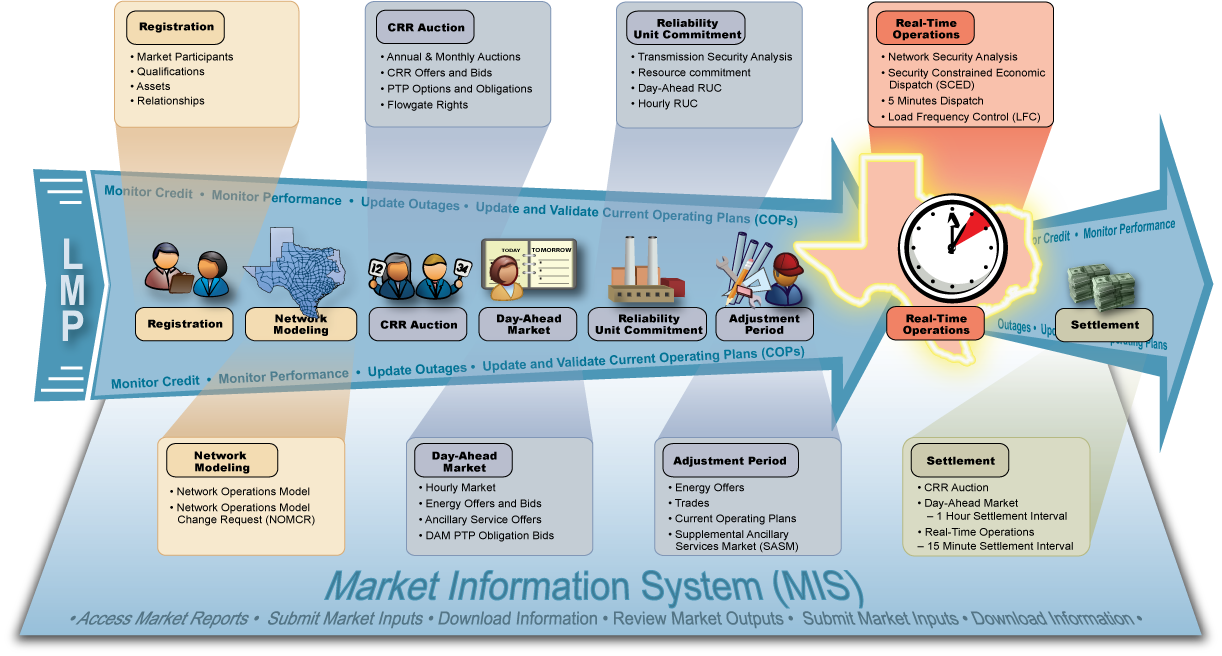 Registration
• Market Participants
• Qualifications
• Assets
• Relationships
CRR Auction
• Annual & Monthly Auctions
• CRR Offers and Bids
• PTP Options and Obligations
• Flowgate Rights
Reliability
Unit Commitment
• Transmission Security Analysis
• Resource commitment
• Day-Ahead RUC
• Hourly RUC
Real-Time
Operations
• Network Security Analysis
• Security Constrained Economic
Dispatch (SCED)
• 5 Minutes Dispatch
• Load Frequency Control (LFC)
LMP
Monitor Credit • Monitor Performance • Update Outages • Update and Validate Current Operating Plans (COPs)
Credit • Monitor Performance
12
34
TODAY
TOMORROW
12
Registration
Network
Modeling
CRR Auction
Day-Ahead
Market
Reliability
Unit Commitment
Adjustment
Period
Real-Time
Operations
Settlement
Outages •
Plans
Monitor Credit • Monitor Performance • Update Outages • Update and Validate Current Operating Plans (COPs)
Network
Modeling
• Network Operations Model
• Network Operations Model
Change Request (NOMCR)
Day-Ahead
Market
• Hourly Market
• Energy Offers and Bids
• Ancillary Service Offers
• DAM PTP Obligation Bids
Adjustment Period
• Energy Offers
• Trades
• Current Operating Plans
• Supplemental Ancillary
Services Market (SASM)
Settlement
• CRR Auction
• Day-Ahead Market
– 1 Hour Settlement Interval
• Real-Time Operations
– 15 Minute Settlement Interval
Market Information System (MIS)
• Access Market Reports • Submit Market Inputs • Download Information • Review Market Outputs • Submit Market Inputs • Download Information •